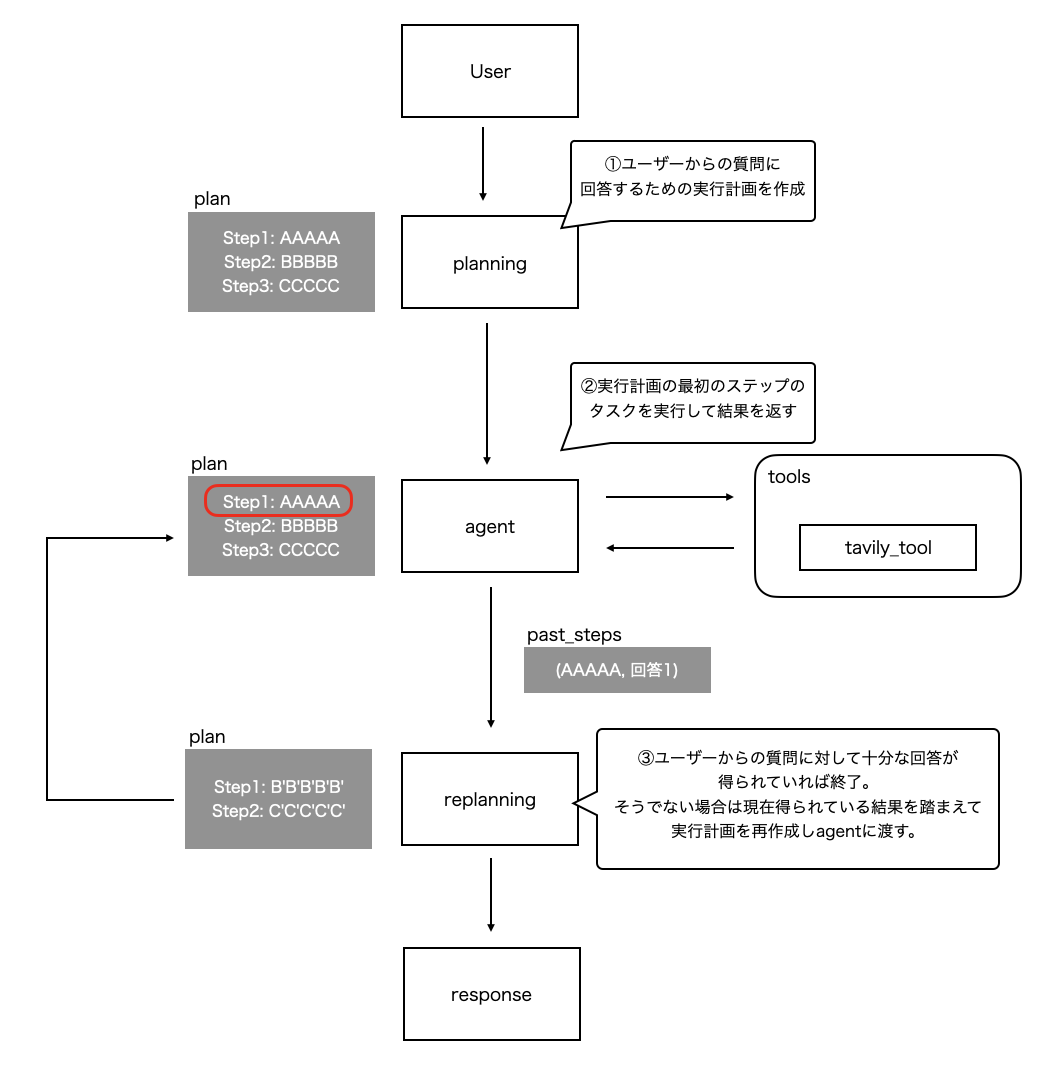 User
①ユーザーからの質問に
回答するための実行計画を作成
plan
Step1: AAAAA
Step2: BBBBB
Step3: CCCCC
planning
②実行計画の最初のステップの
タスクを実行して結果を返す
plan
Step1: AAAAA
Step2: BBBBB
Step3: CCCCC
agent
tools
tavily_tool
past_steps
(AAAAA, 回答1)
plan
Step1: B'B'B'B'B'
Step2: C'C'C'C'C'
replanning
③ユーザーからの質問に対して十分な回答が
得られていれば終了。
そうでない場合は現在得られている結果を踏まえて
実行計画を再作成しagentに渡す。
response